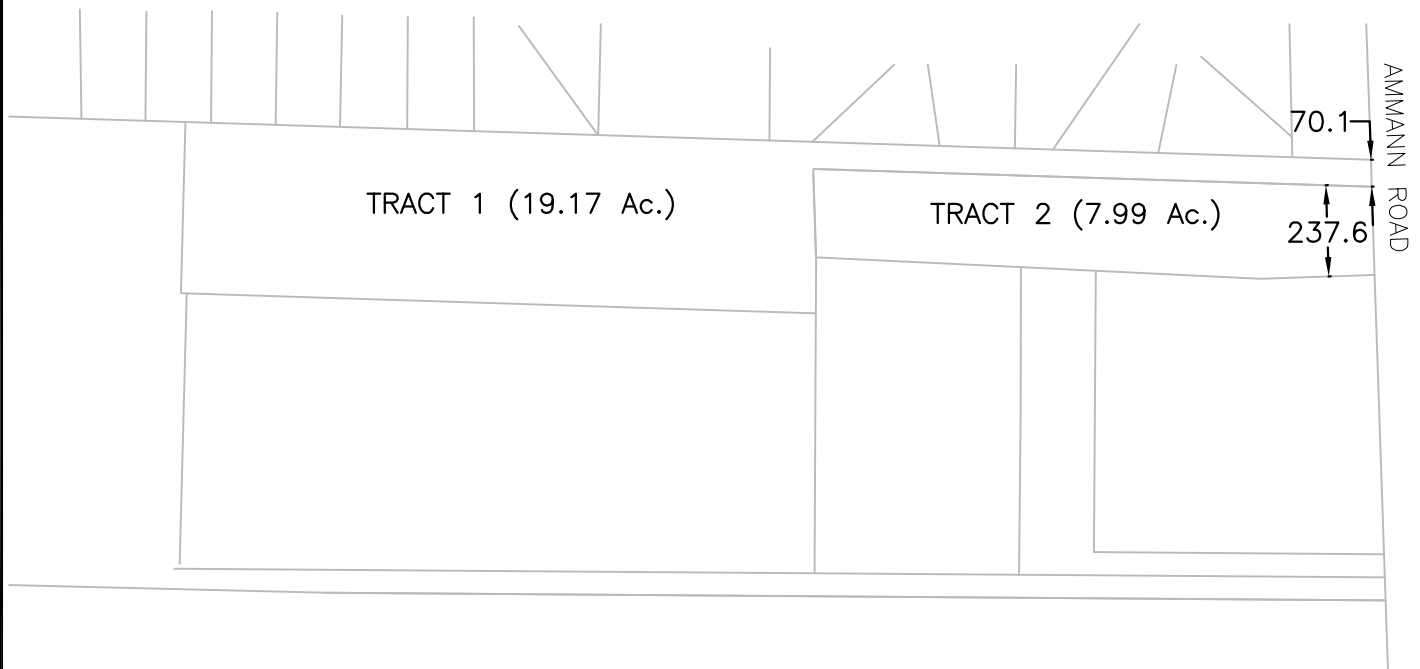 AMMANN ROAD
70.1
TRACT 1 (19.17 Ac.)
TRACT 2 (7.99 Ac.)
237.6